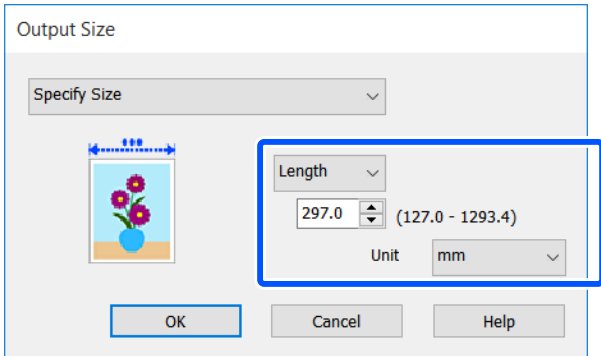 Output Size
Specify Size
Length
297.0 (127.0 - 1293.4)
Unit mm
OK Cancel Help